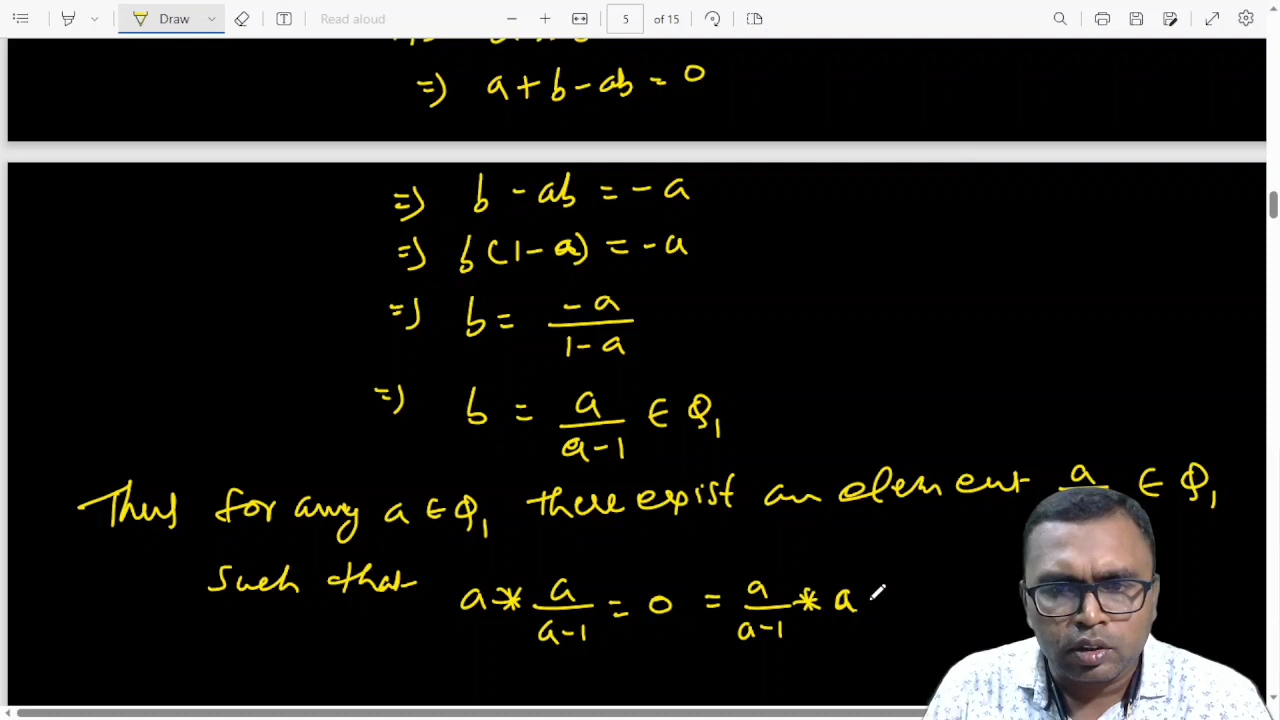 Draw
Read aloud
5
of 15
=> a + b - ab = 0
=> b - ab = -a
=> b(1 - a) = -a
=> b = -a / 1 - a
=> b = a / a - 1 ∈ Q₁
Thus for any a ∈ Q₁ there exist an element a ∈ Q₁
such that a * a / a - 1 = 0 = a / a - 1 * a